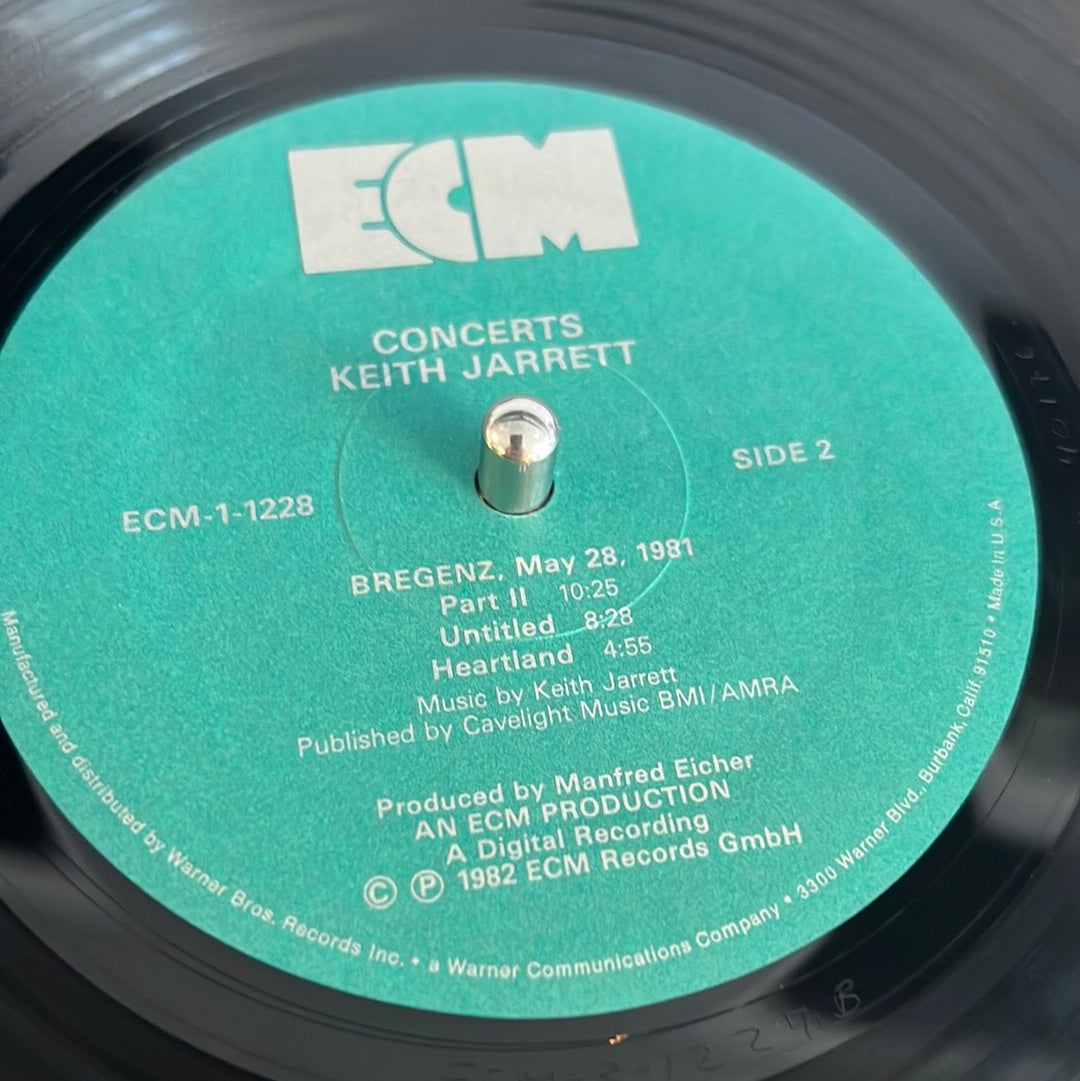 ECM
CONCERTS
KEITH JARRETT
SIDE 2
ECM-1-1228
BREGENZ, May 28, 1981
Part II 10:25
Untitled 8:28
Heartland 4:55
Music by Keith Jarrett
Published by Cavelight Music BMI/AMRA
Produced by Manfred Eicher
AN ECM PRODUCTION
A Digital Recording
© ℗ 1982 ECM Records GmbH
Manufactured and distributed by Warner Bros. Records Inc. • a Warner Communications Company • 3300 Warner Blvd., Burbank, Calif. 91510 • Made in U.S.A